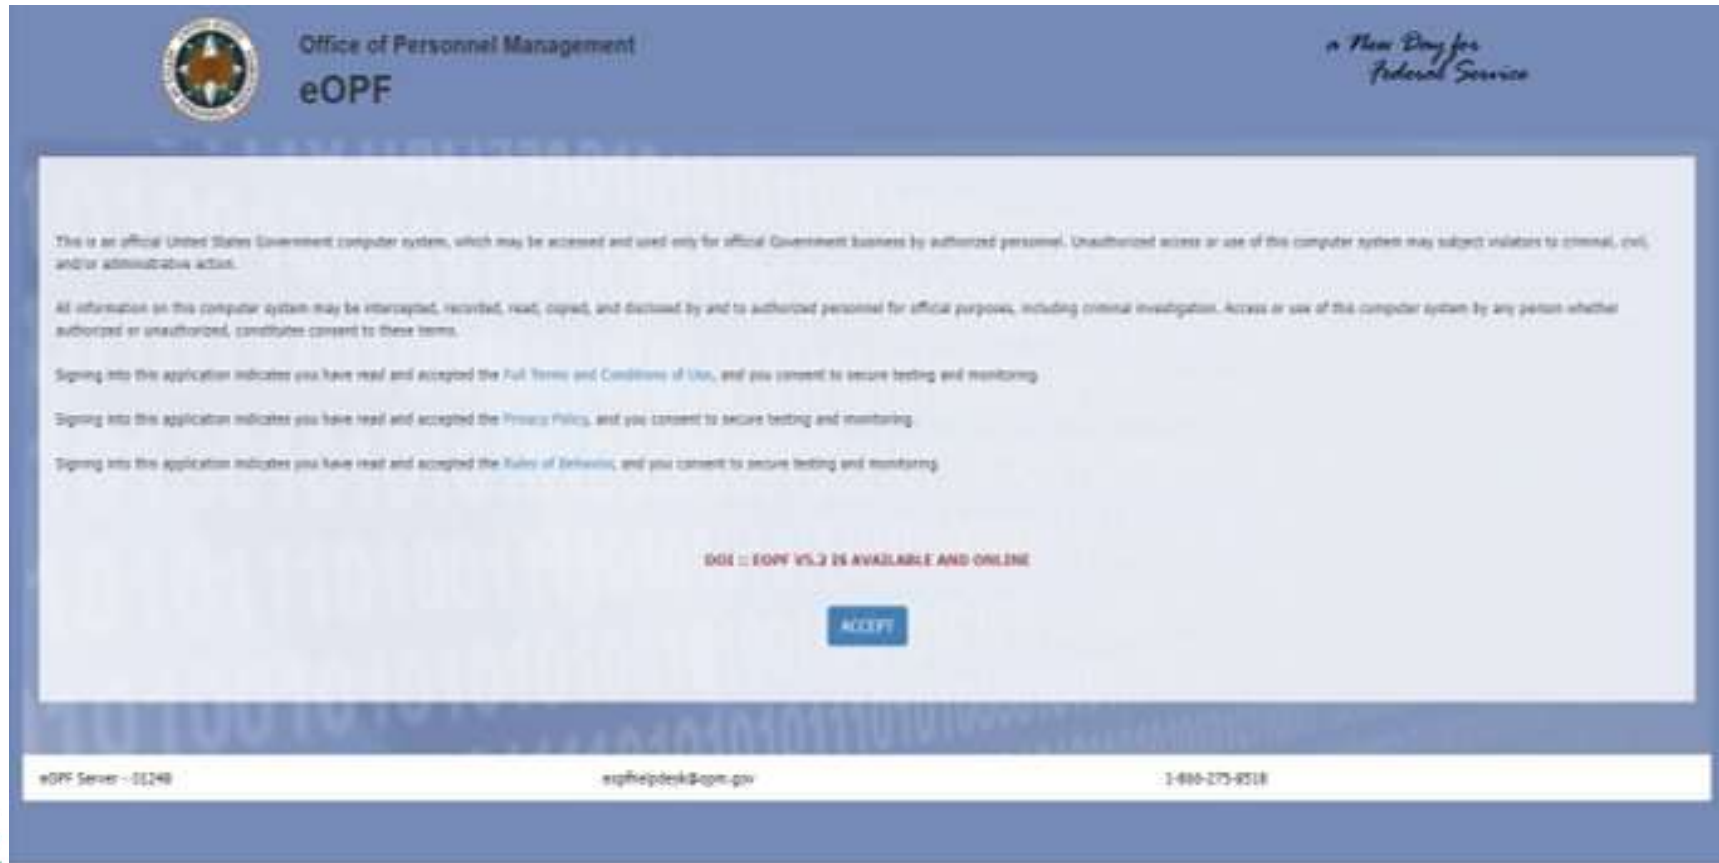 Office of Personnel Management
eOPF
a New Day for
Federal Service
This is an official United States Government computer system, which may be accessed and used only for official Government business by authorized personnel. Unauthorized access or use of this computer system may subject violators to criminal, civil,
and/or administrative action.
All information on this computer system may be intercepted, recorded, read, copied, and disclosed by and to authorized personnel for official purposes, including criminal investigation. Access or use of this computer system by any person whether
authorized or unauthorized, constitutes consent to these terms.
Signing into this application indicates you have read and accepted the Full Terms and Conditions of Use, and you consent to secure testing and monitoring.
Signing into this application indicates you have read and accepted the Privacy Policy, and you consent to secure testing and monitoring.
Signing into this application indicates you have read and accepted the Rules of Behavior, and you consent to secure testing and monitoring.
DOI :: EOPF V5.2 IS AVAILABLE AND ONLINE
ACCEPT
eOPF Server - 0124B
eopfhelpdesk@opm.gov
1-866-275-8518